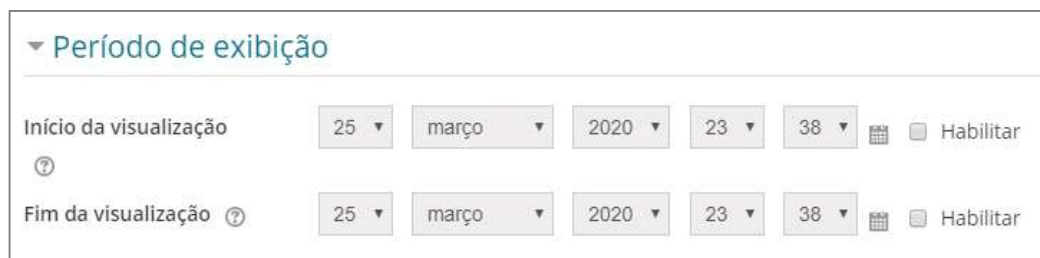 Período de exibição
Início da visualização 25 março 2020 23 38 Habilitar
Fim da visualização 25 março 2020 23 38 Habilitar